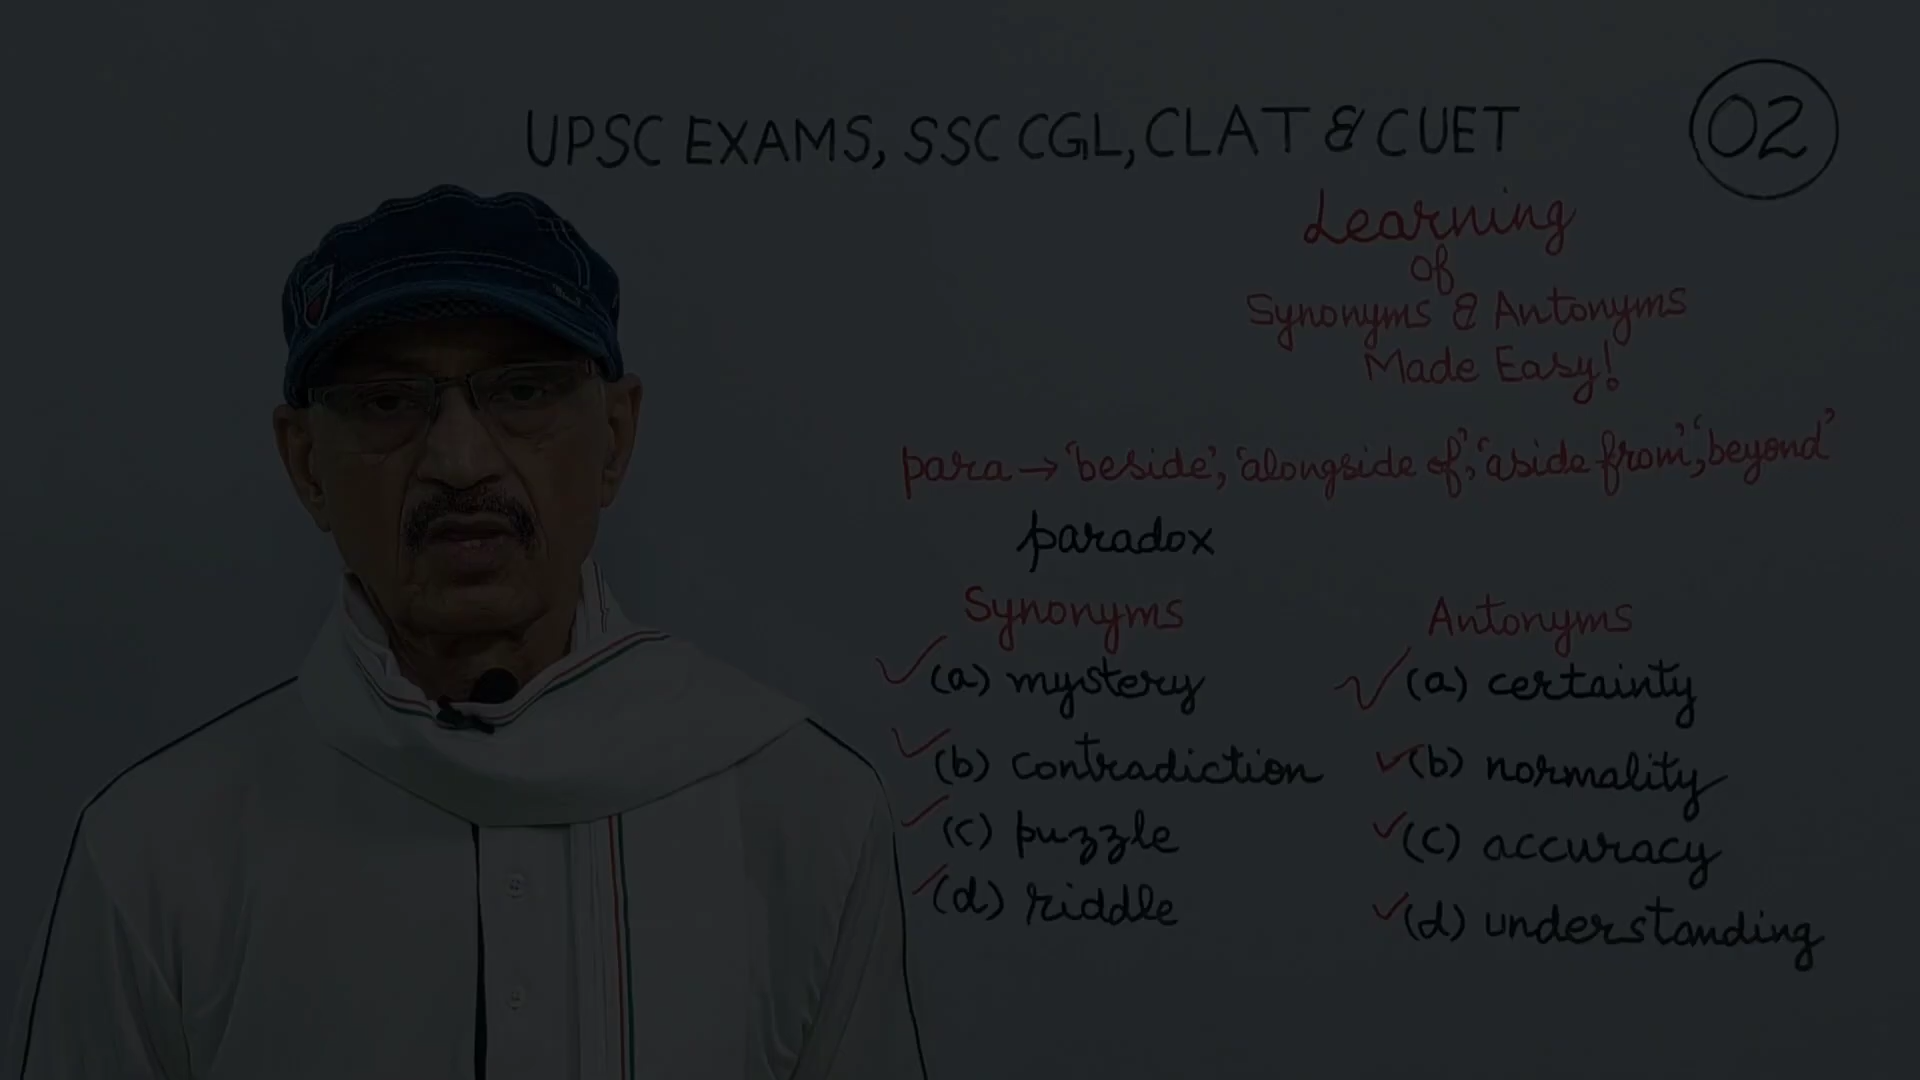 UPSC EXAMS, SSC CGL, CLAT & CUET
02
Learning
of
Synonyms & Antonyms
Made Easy!
para → 'beside', 'alongside of', 'aside from', 'beyond'
paradox
Synonyms
(a) mystery
(b) contradiction
(c) puzzle
(d) riddle
Antonyms
(a) certainty
(b) normality
(c) accuracy
(d) understanding